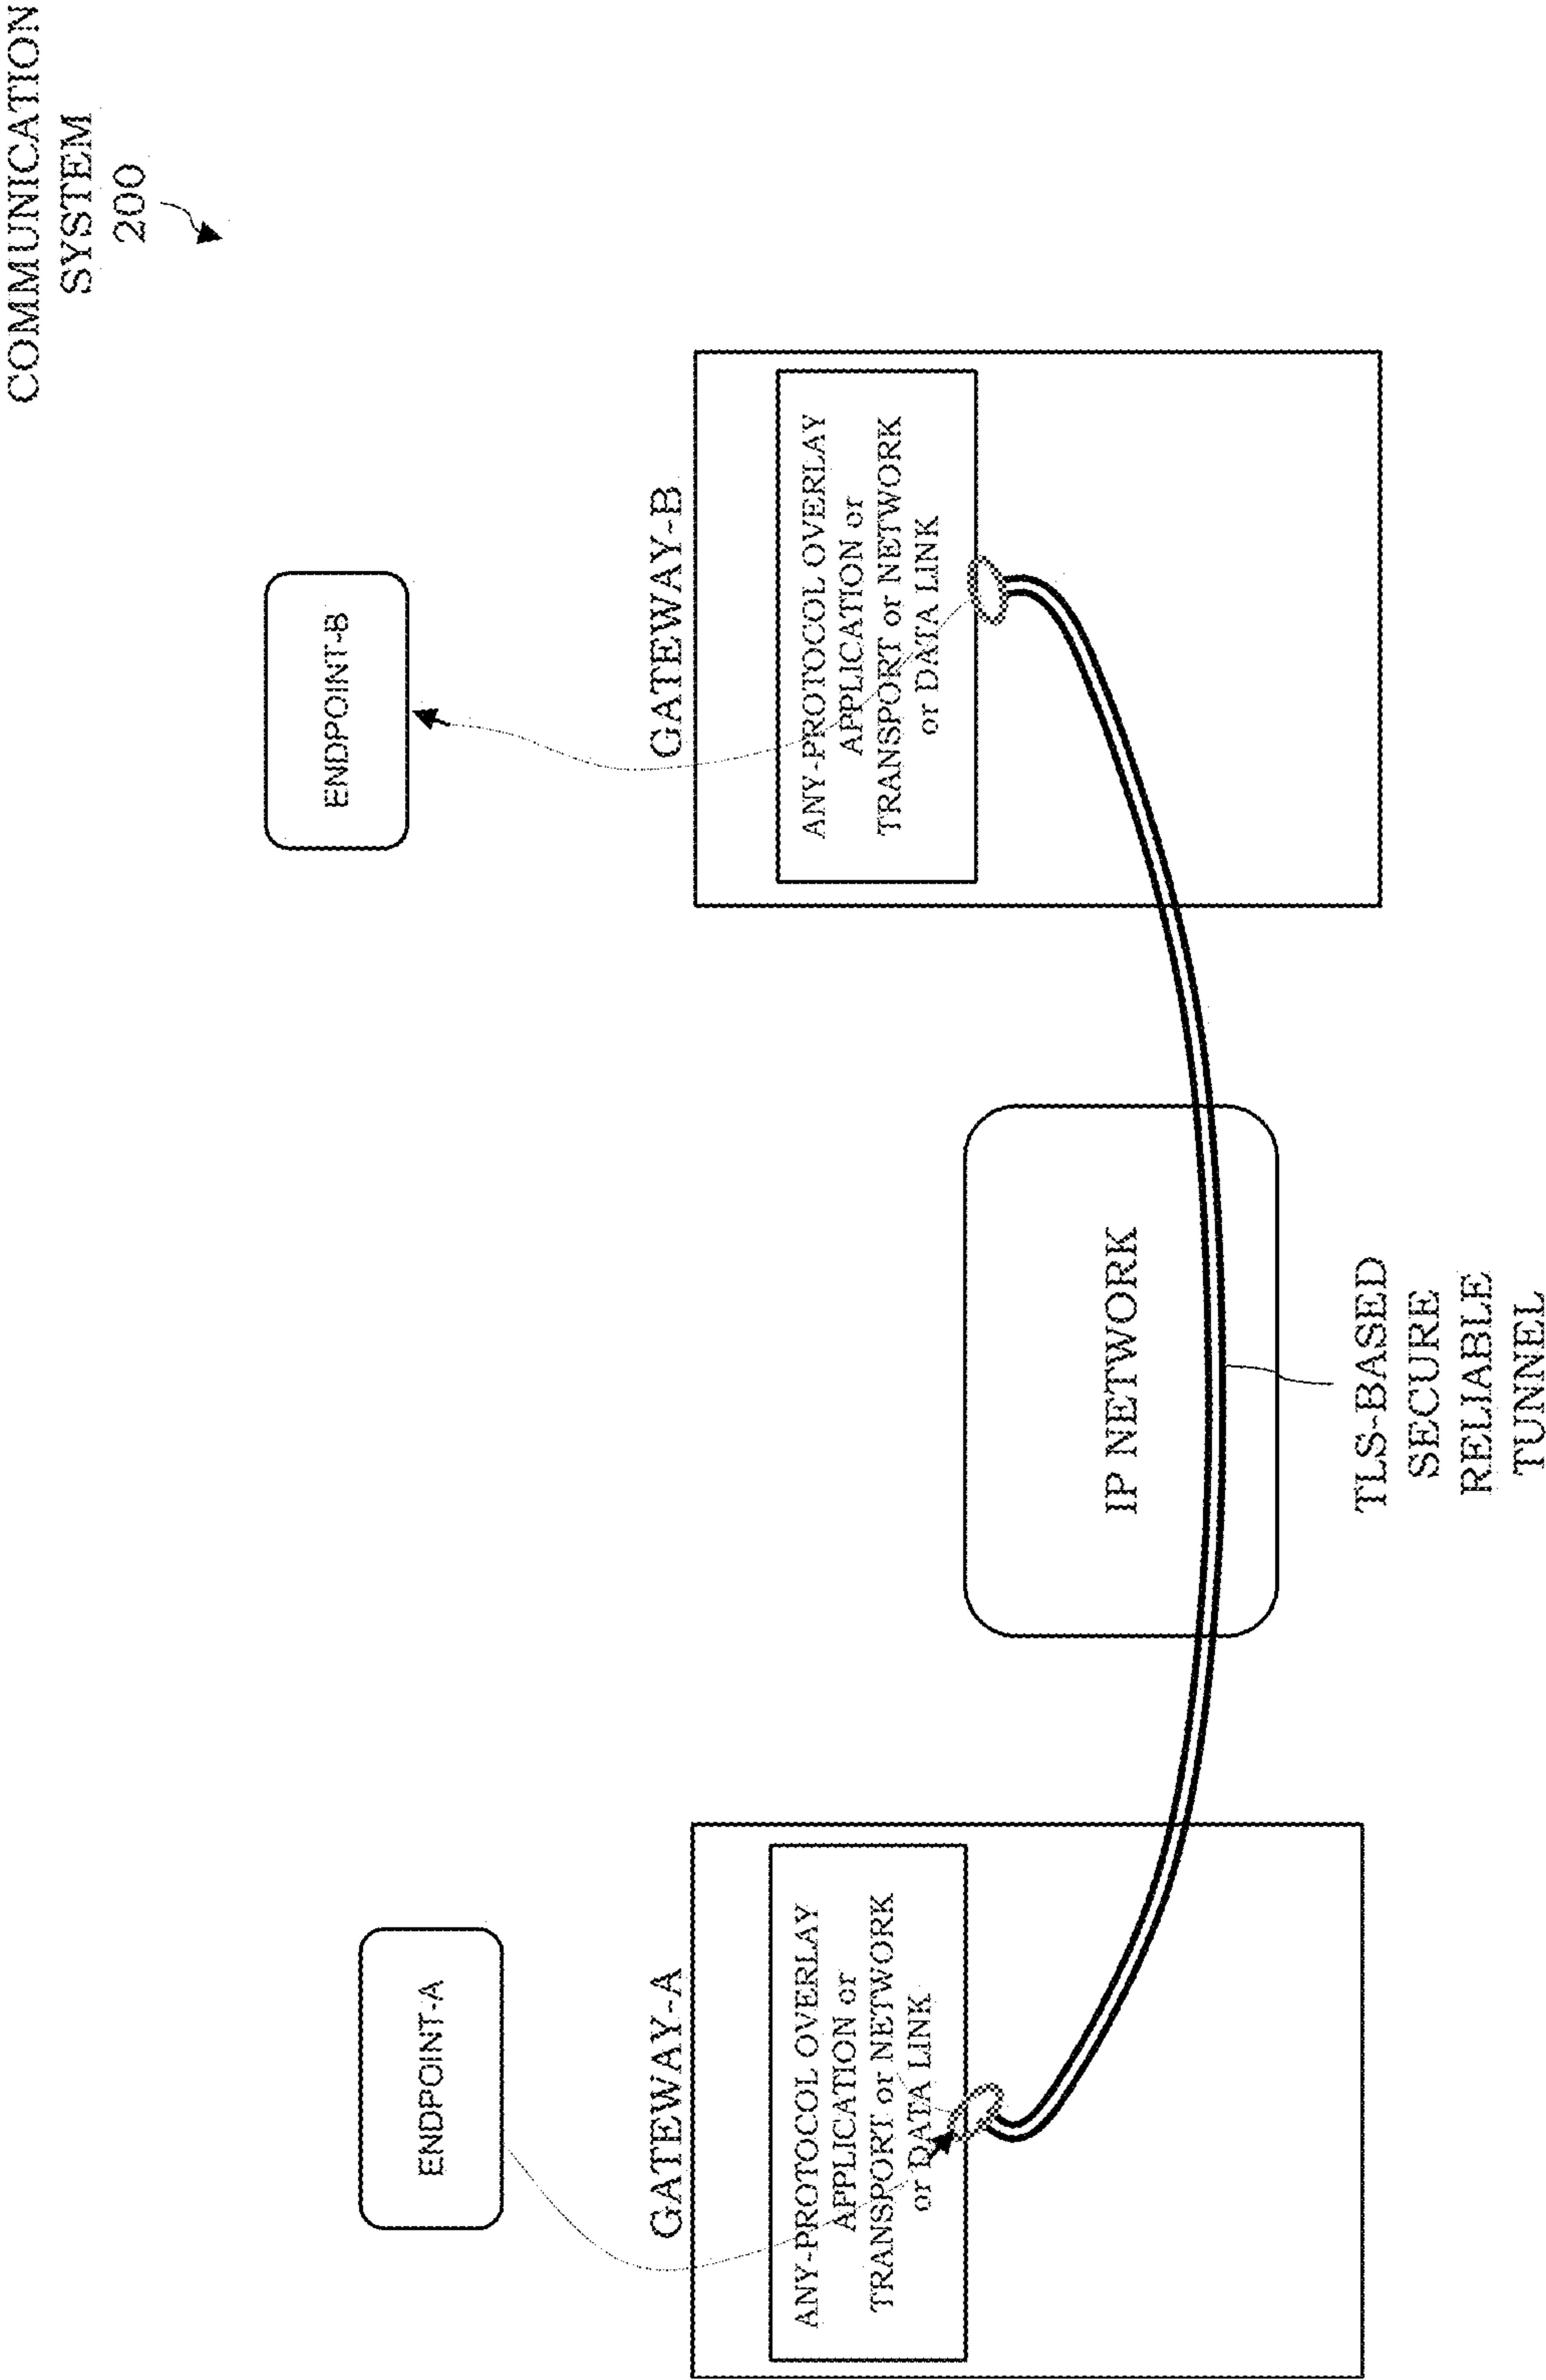 COMMUNICATION
SYSTEM
200
ENDPOINT-A
ENDPOINT-B
GATEWAY-A
ANY-PROTOCOL OVERLAY
APPLICATION or
TRANSPORT or NETWORK
or DATA LINK
GATEWAY-B
ANY-PROTOCOL OVERLAY
APPLICATION or
TRANSPORT or NETWORK
or DATA LINK
IP NETWORK
TLS-BASED
SECURE
RELIABLE
TUNNEL